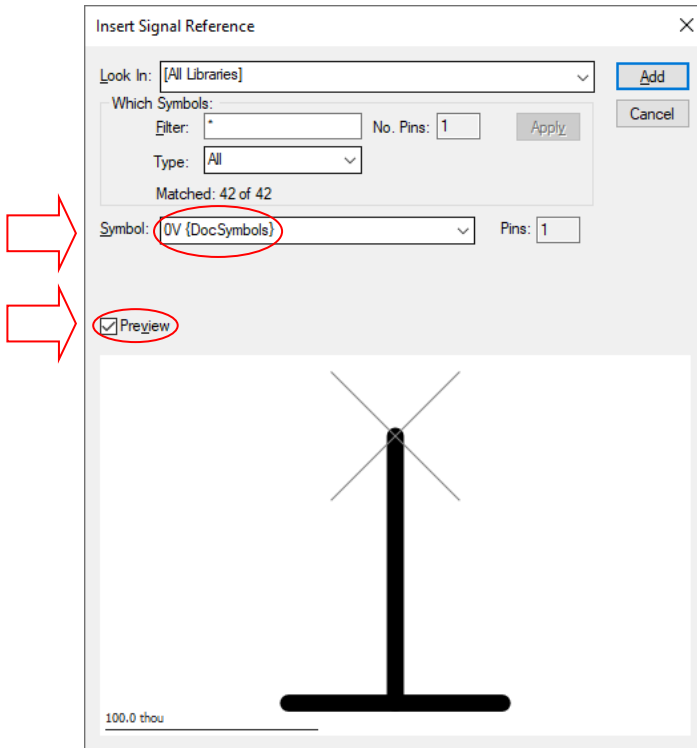 Insert Signal Reference
Look In: [All Libraries]
Add
Which Symbols:
Filter: *
No. Pins: 1
Apply
Cancel
Type: All
Matched: 42 of 42
Symbol: 0V {DocSymbols}
Pins: 1
Preview
100.0 thou